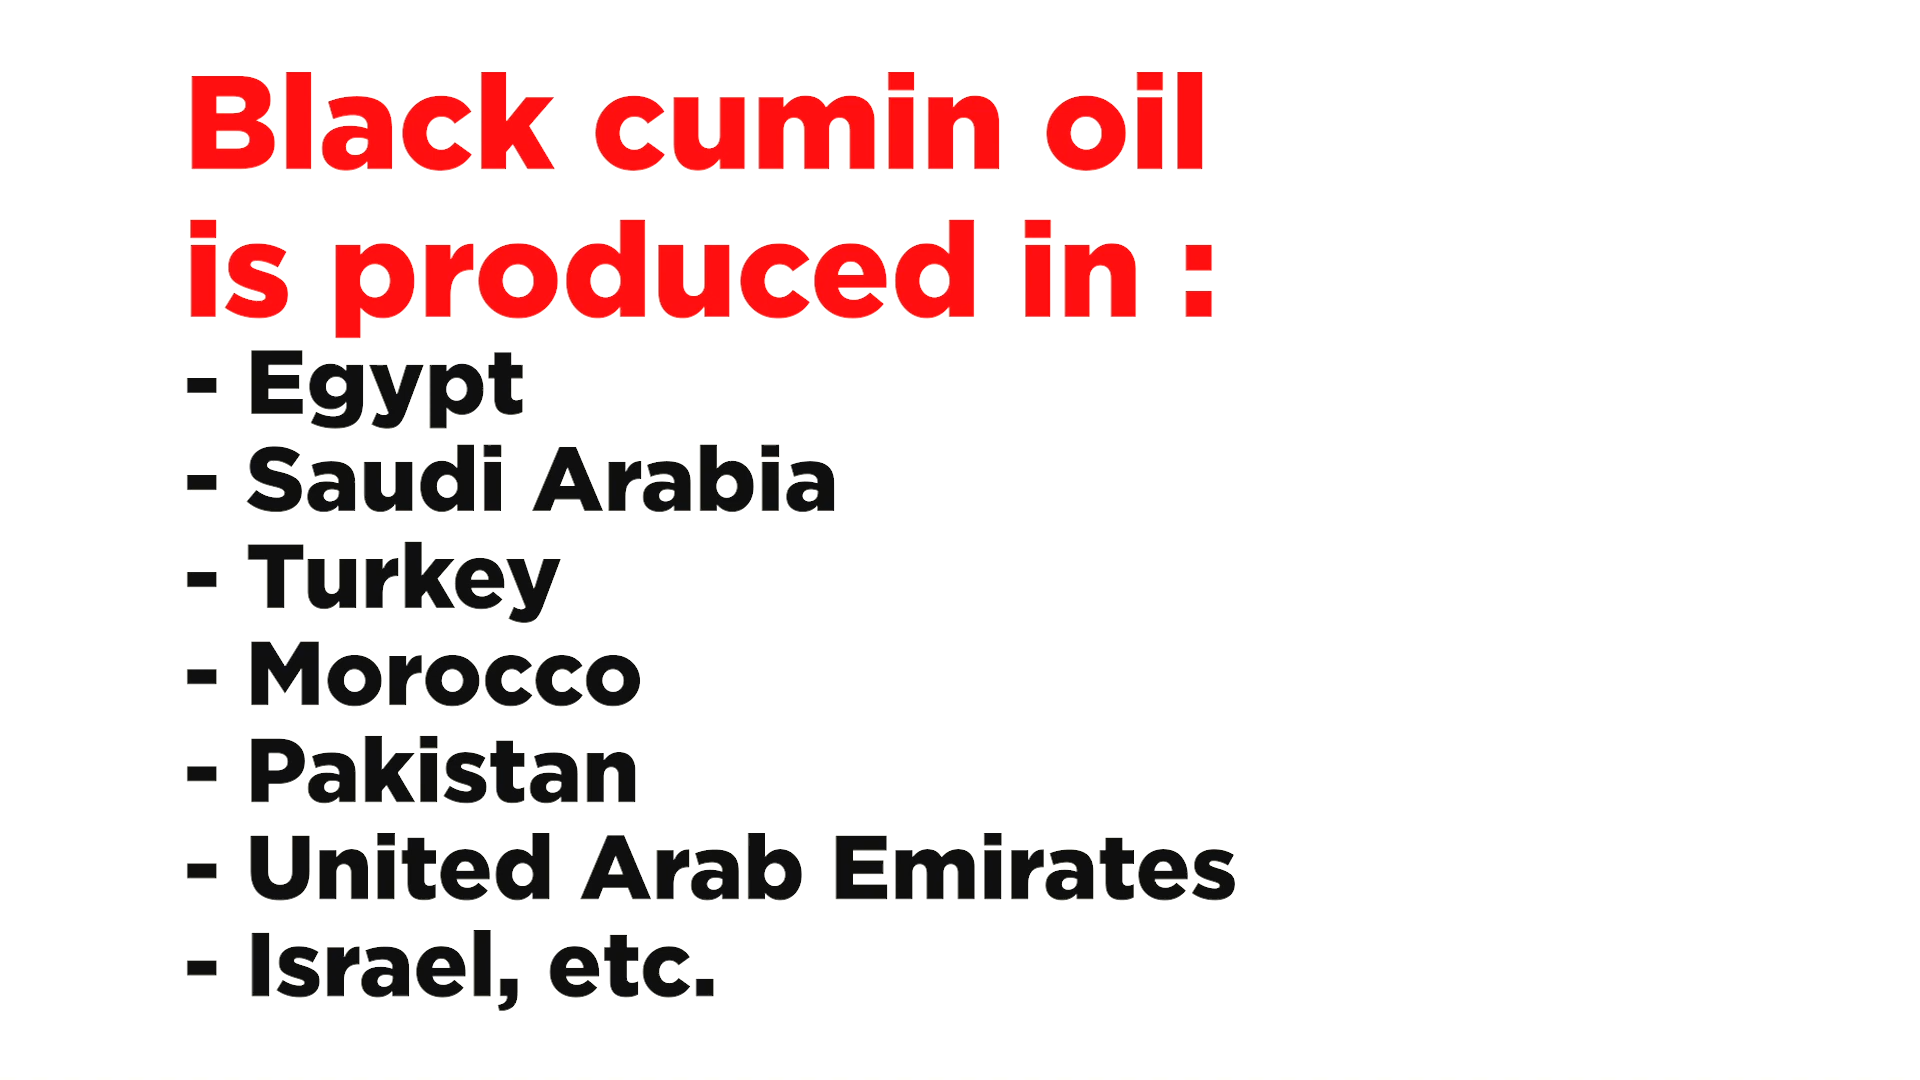 Black cumin oil
is produced in :
- Egypt
- Saudi Arabia
- Turkey
- Morocco
- Pakistan
- United Arab Emirates
- Israel, etc.